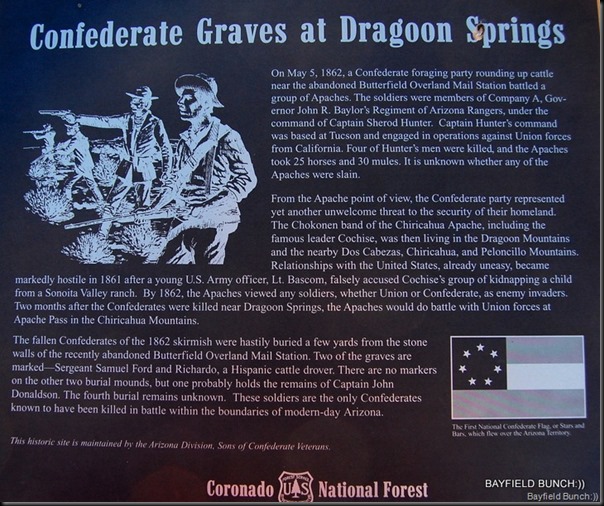 Confederate Graves at Dragoon Springs
On May 5, 1862, a Confederate foraging party rounding up cattle
near the abandoned Butterfield Overland Mail Station battled a
group of Apaches. The soldiers were members of Company A, Gov-
ernor John R. Baylor's Regiment of Arizona Rangers, under the
command of Captain Sherod Hunter. Captain Hunter's command
was based at Tucson and engaged in operations against Union forces
from California. Four of Hunter's men were killed, and the Apaches
took 25 horses and 30 mules. It is unknown whether any of the
Apaches were slain.
From the Apache point of view, the Confederate party represented
yet another unwelcome threat to the security of their homeland.
The Chokonen band of the Chiricahua Apache, including the
famous leader Cochise, was then living in the Dragoon Mountains
and the nearby Dos Cabezas, Chiricahua, and Peloncillo Mountains.
Relationships with the United States, already uneasy, became
markedly hostile in 1861 after a young U.S. Army officer, Lt. Bascom, falsely accused Cochise's group of kidnapping a child
from a Sonoita Valley ranch. By 1862, the Apaches viewed any soldiers, whether Union or Confederate, as enemy invaders.
Two months after the Confederates were killed near Dragoon Springs, the Apaches would do battle with Union forces at
Apache Pass in the Chiricahua Mountains.
The fallen Confederates of the 1862 skirmish were hastily buried a few yards from the stone
walls of the recently abandoned Butterfield Overland Mail Station. Two of the graves are
marked—Sergeant Samuel Ford and Richardo, a Hispanic cattle drover. There are no markers
on the other two burial mounds, but one probably holds the remains of Captain John
Donaldson. The fourth burial remains unknown. These soldiers are the only Confederates
known to have been killed in battle within the boundaries of modern-day Arizona.
The First National Confederate Flag, or Stars and
Bars, which flew over the Arizona Territory.
This historic site is maintained by the Arizona Division, Sons of Confederate Veterans.
Coronado National Forest
FOREST SERVICE
U S
BAYFIELD BUNCH:))
Bayfield Bunch:))